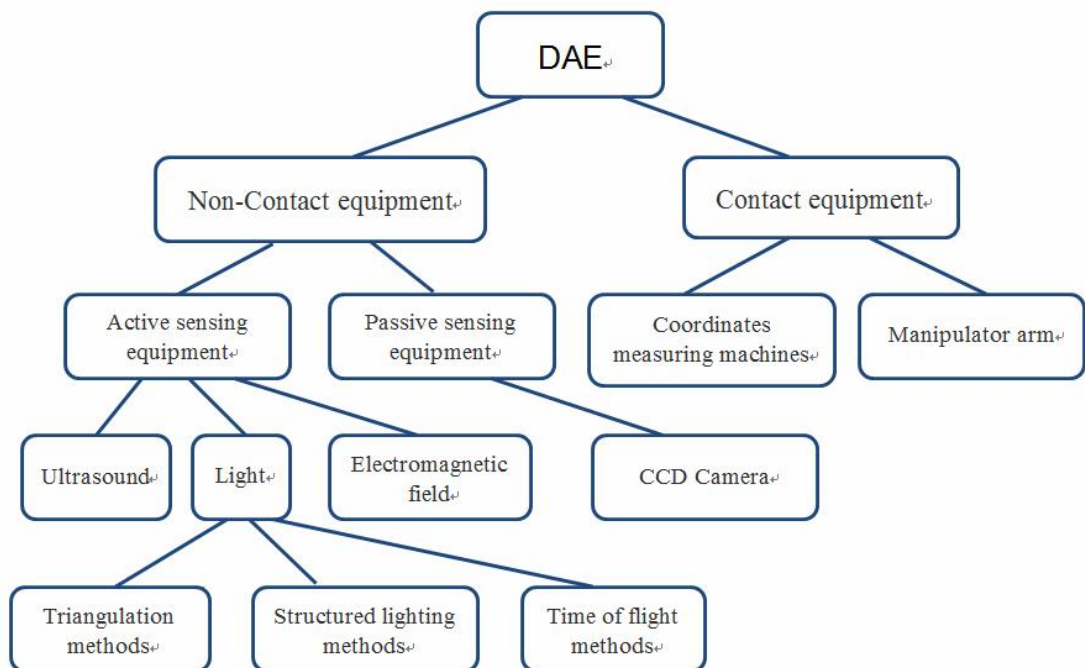 DAE
Non-Contact equipment
Contact equipment
Active sensing
equipment
Passive sensing
equipment
Coordinates
measuring machines
Manipulator arm
Ultrasound
Light
Electromagnetic
field
CCD Camera
Triangulation
methods
Structured lighting
methods
Time of flight
methods